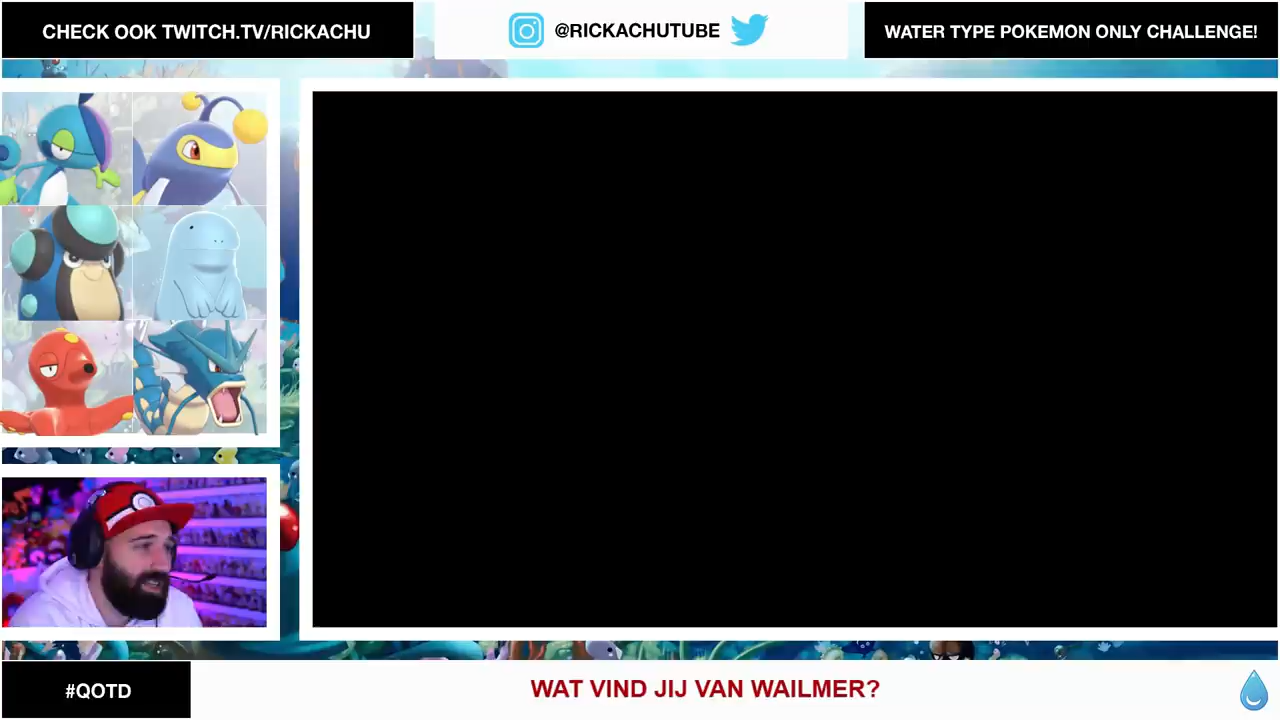 CHECK OOK TWITCH.TV/RICKACHU
@RICKACHUTUBE
WATER TYPE POKEMON ONLY CHALLENGE!
#QOTD
WAT VIND JIJ VAN WAILMER?